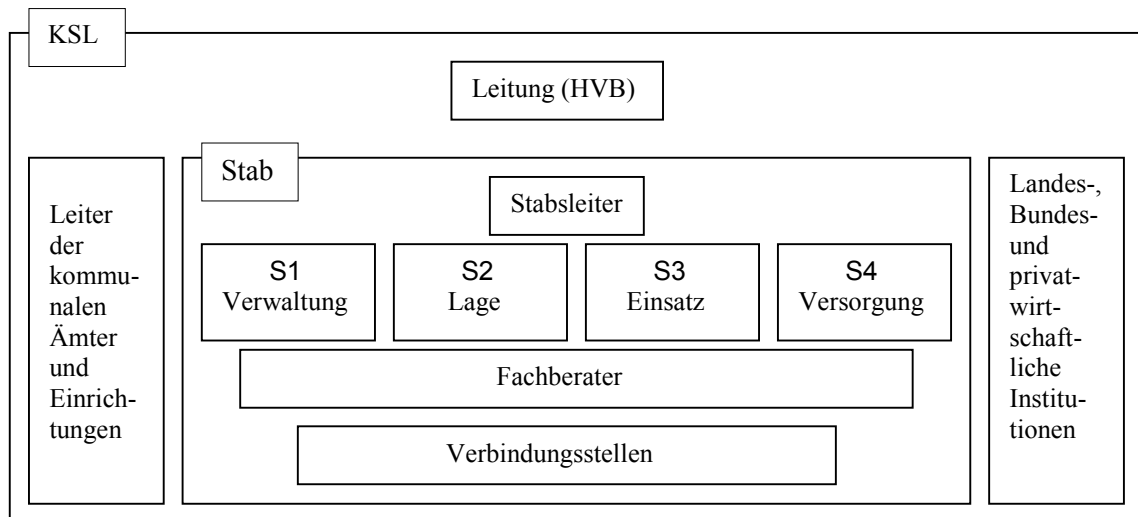 KSL
Leitung (HVB)
Leiter
der
kommu-
nalen
Ämter
und
Einrich-
tungen
Stab
Stabsleiter
S1
Verwaltung
S2
Lage
S3
Einsatz
S4
Versorgung
Fachberater
Verbindungsstellen
Landes-,
Bundes-
und
privat-
wirt-
schaft-
liche
Institu-
tionen